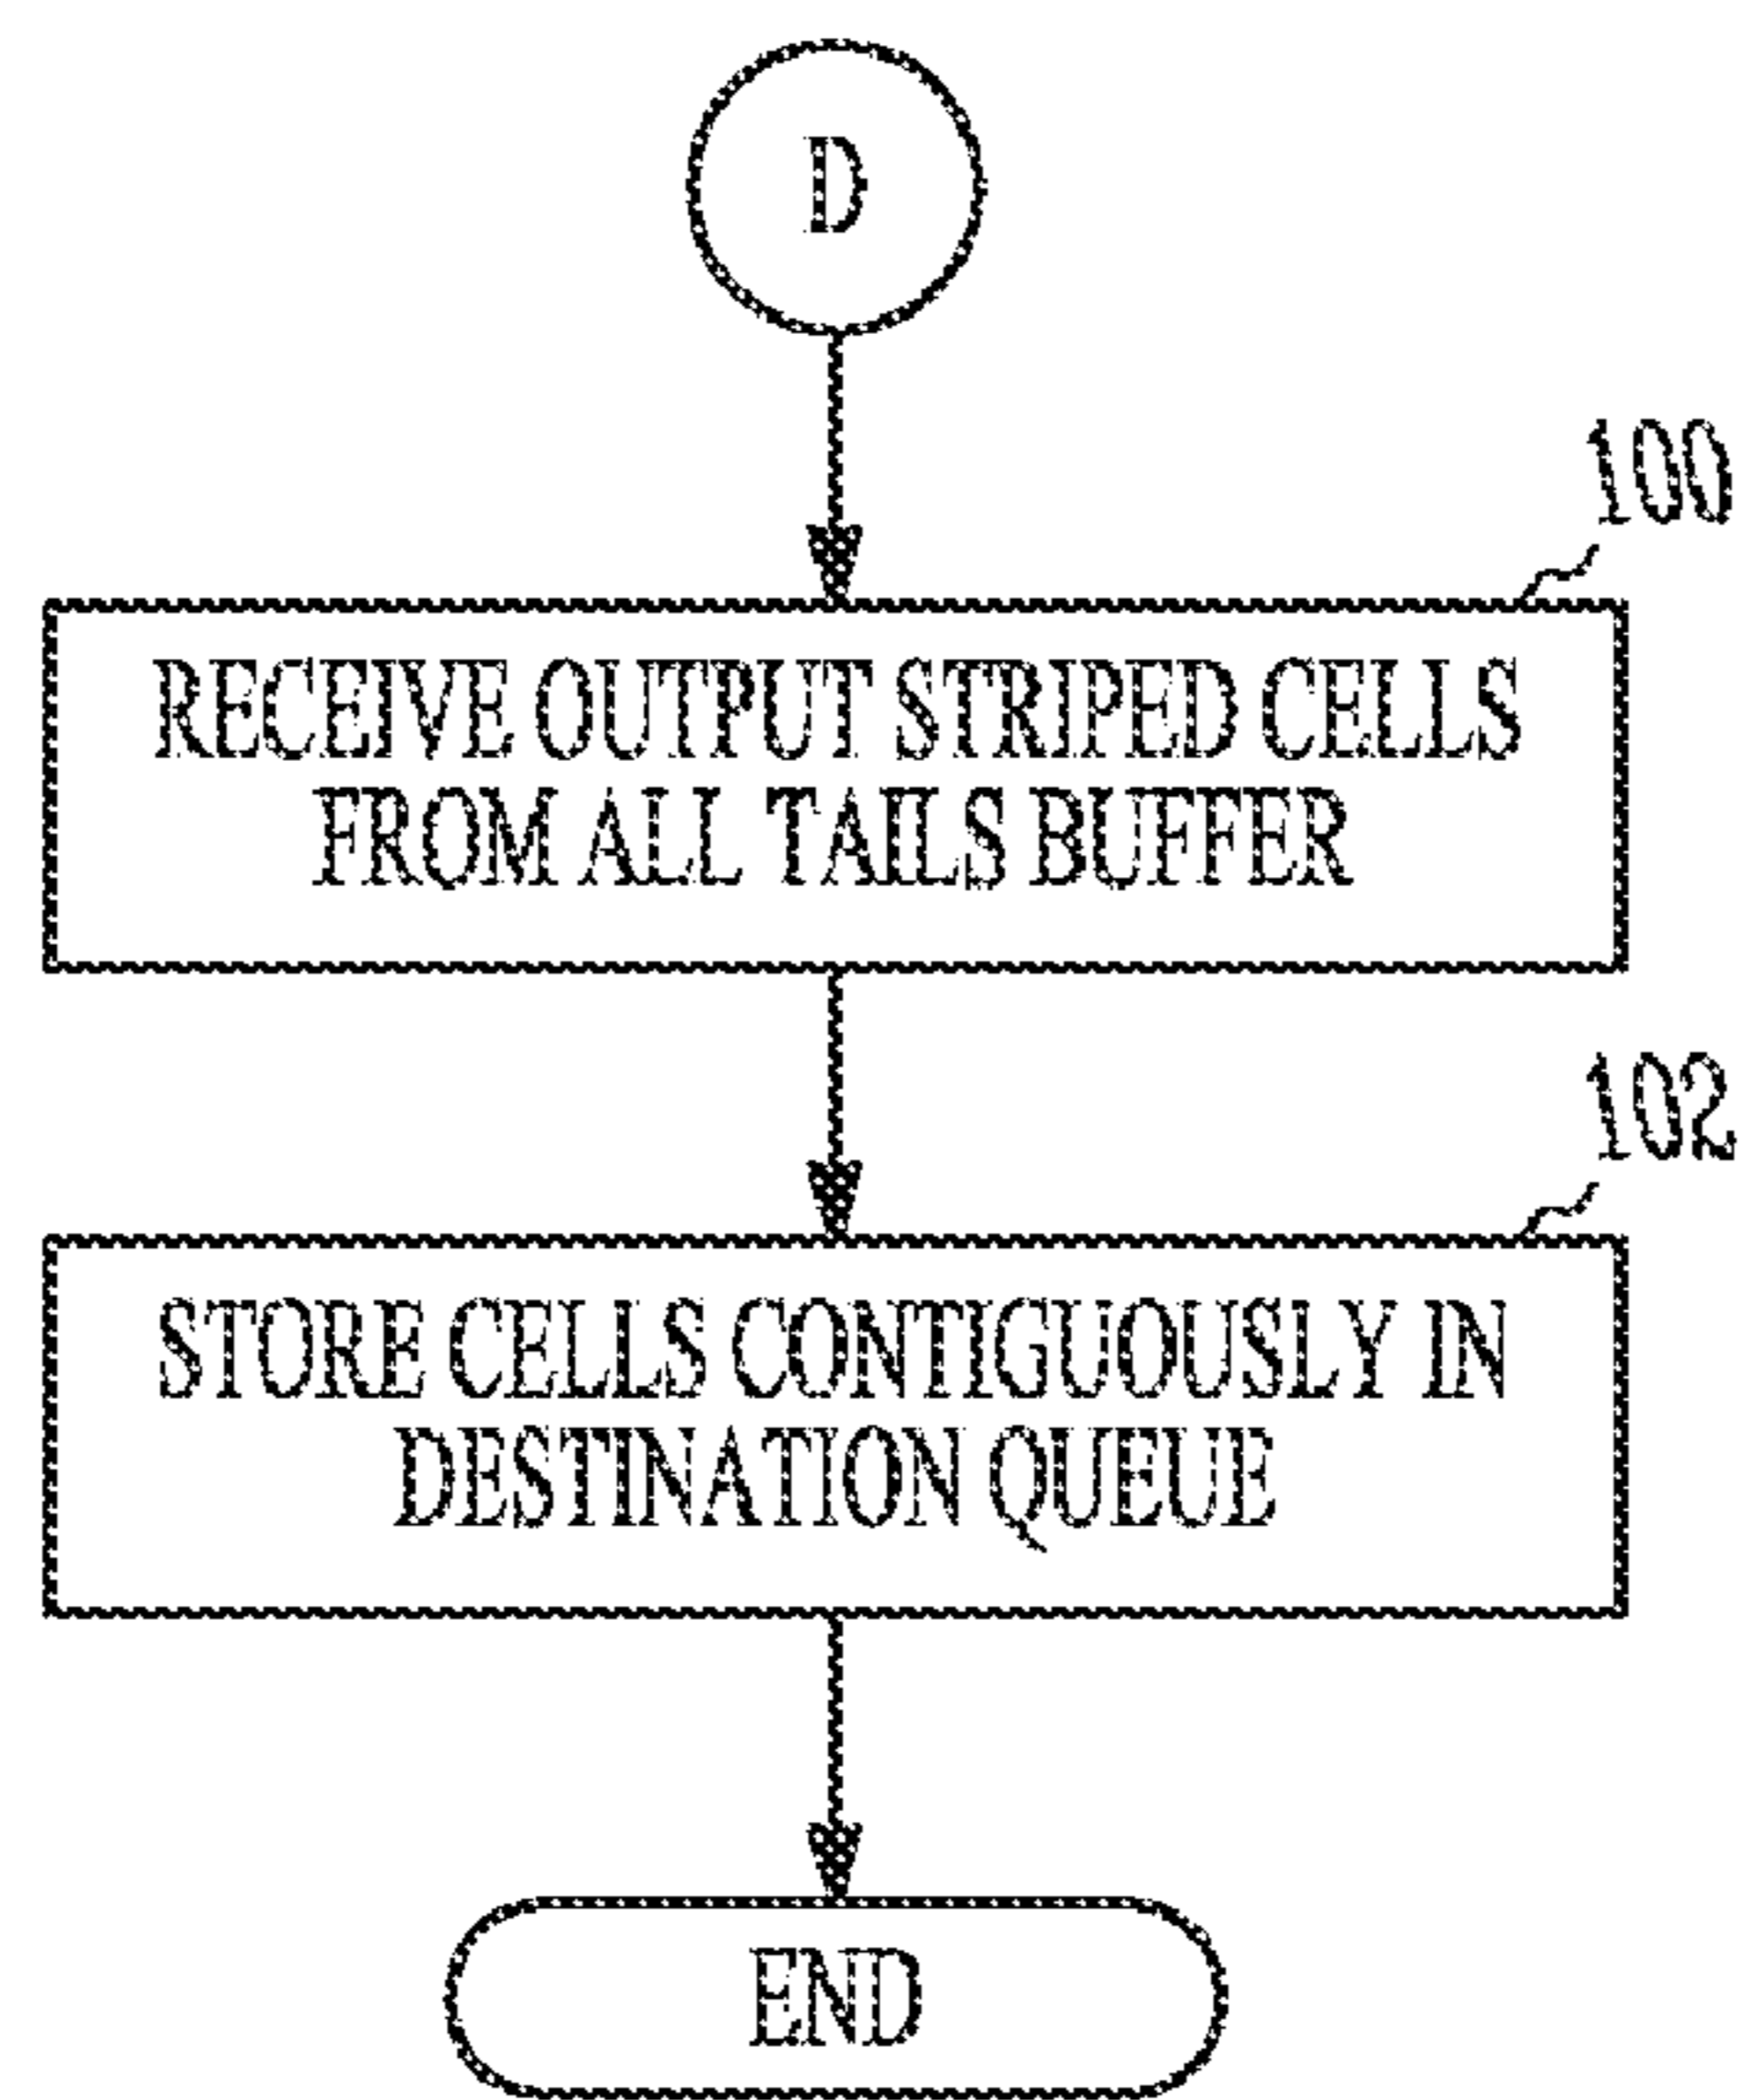 D
100
RECEIVE OUTPUT STRIPED CELLS
FROM ALL TAILS BUFFER
102
STORE CELLS CONTIGUOUSLY IN
DESTINATION QUEUE
END